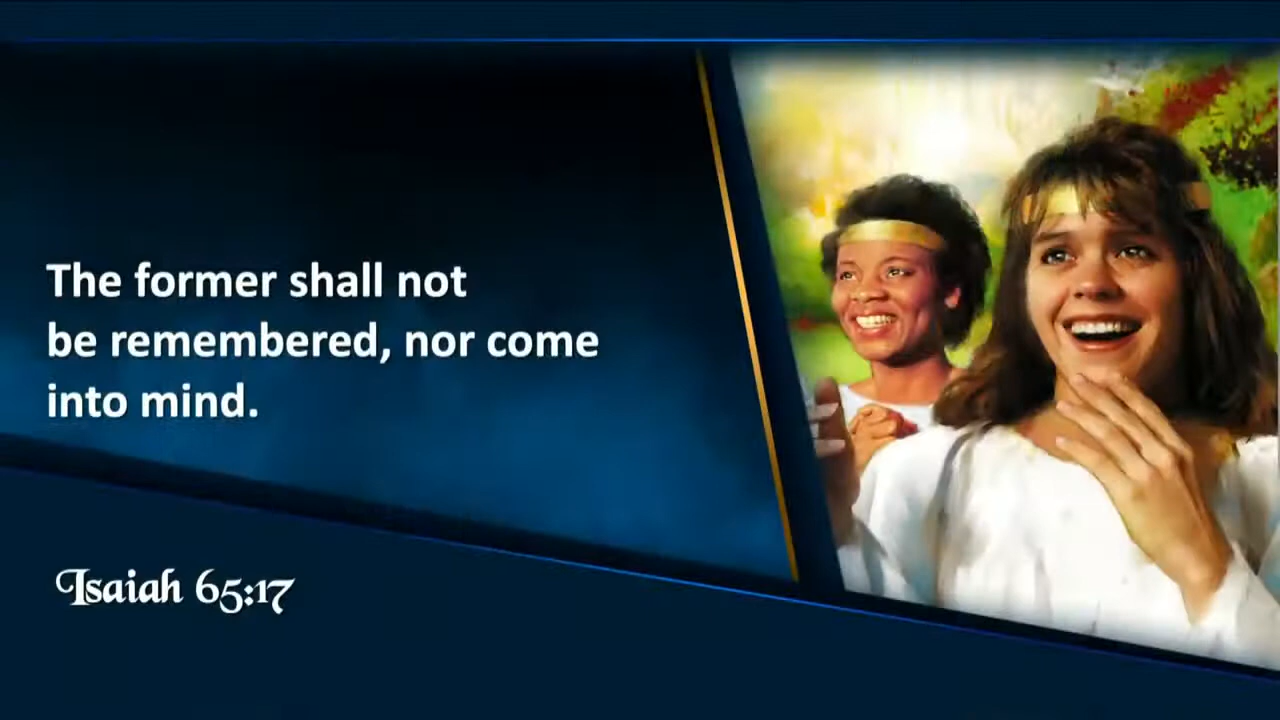 The former shall not
be remembered, nor come
into mind.
Isaiah 65:17